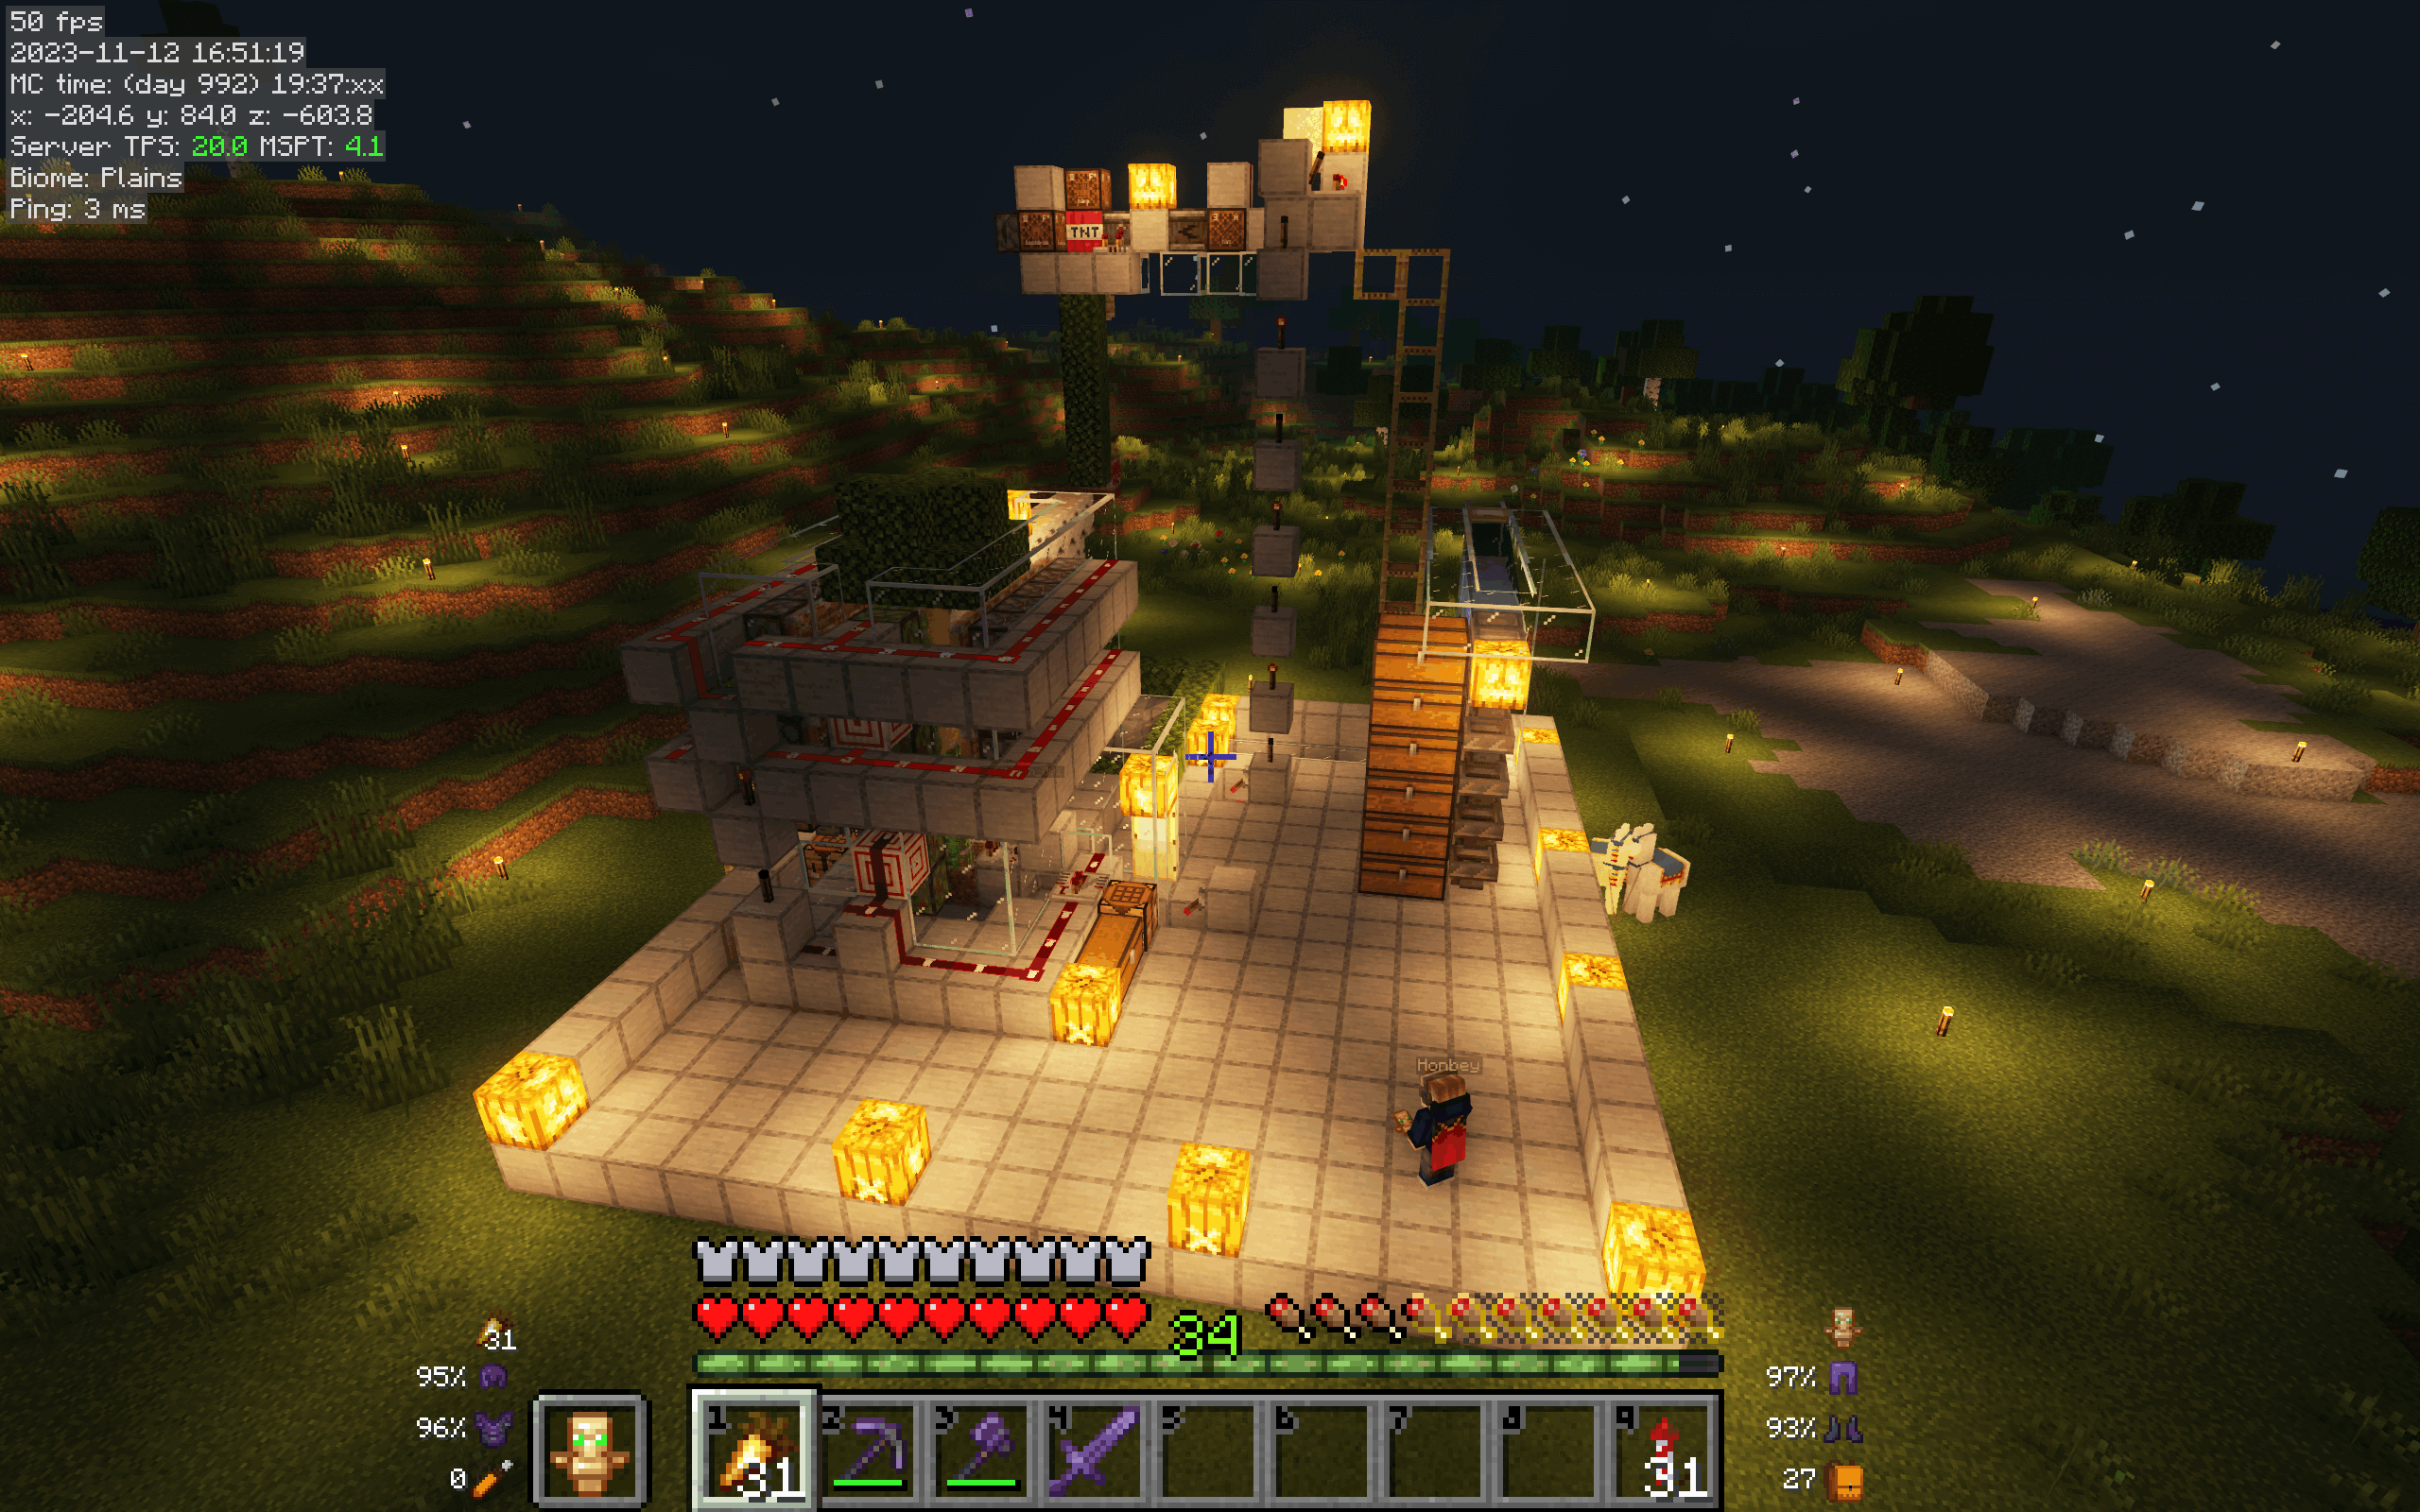 50 fps
2023-11-12 16:51:19
MC time: (day 992) 19:37:xx
x: -204.6 y: 84.0 z: -603.8
Server TPS: 20.0 MSPT: 4.1
Biome: Plains
Ping: 3 ms
TNT
Honbey
34
31
95%
96%
0
1 2 3 4 5 6 7 8 9
31 31
97%
93%
27